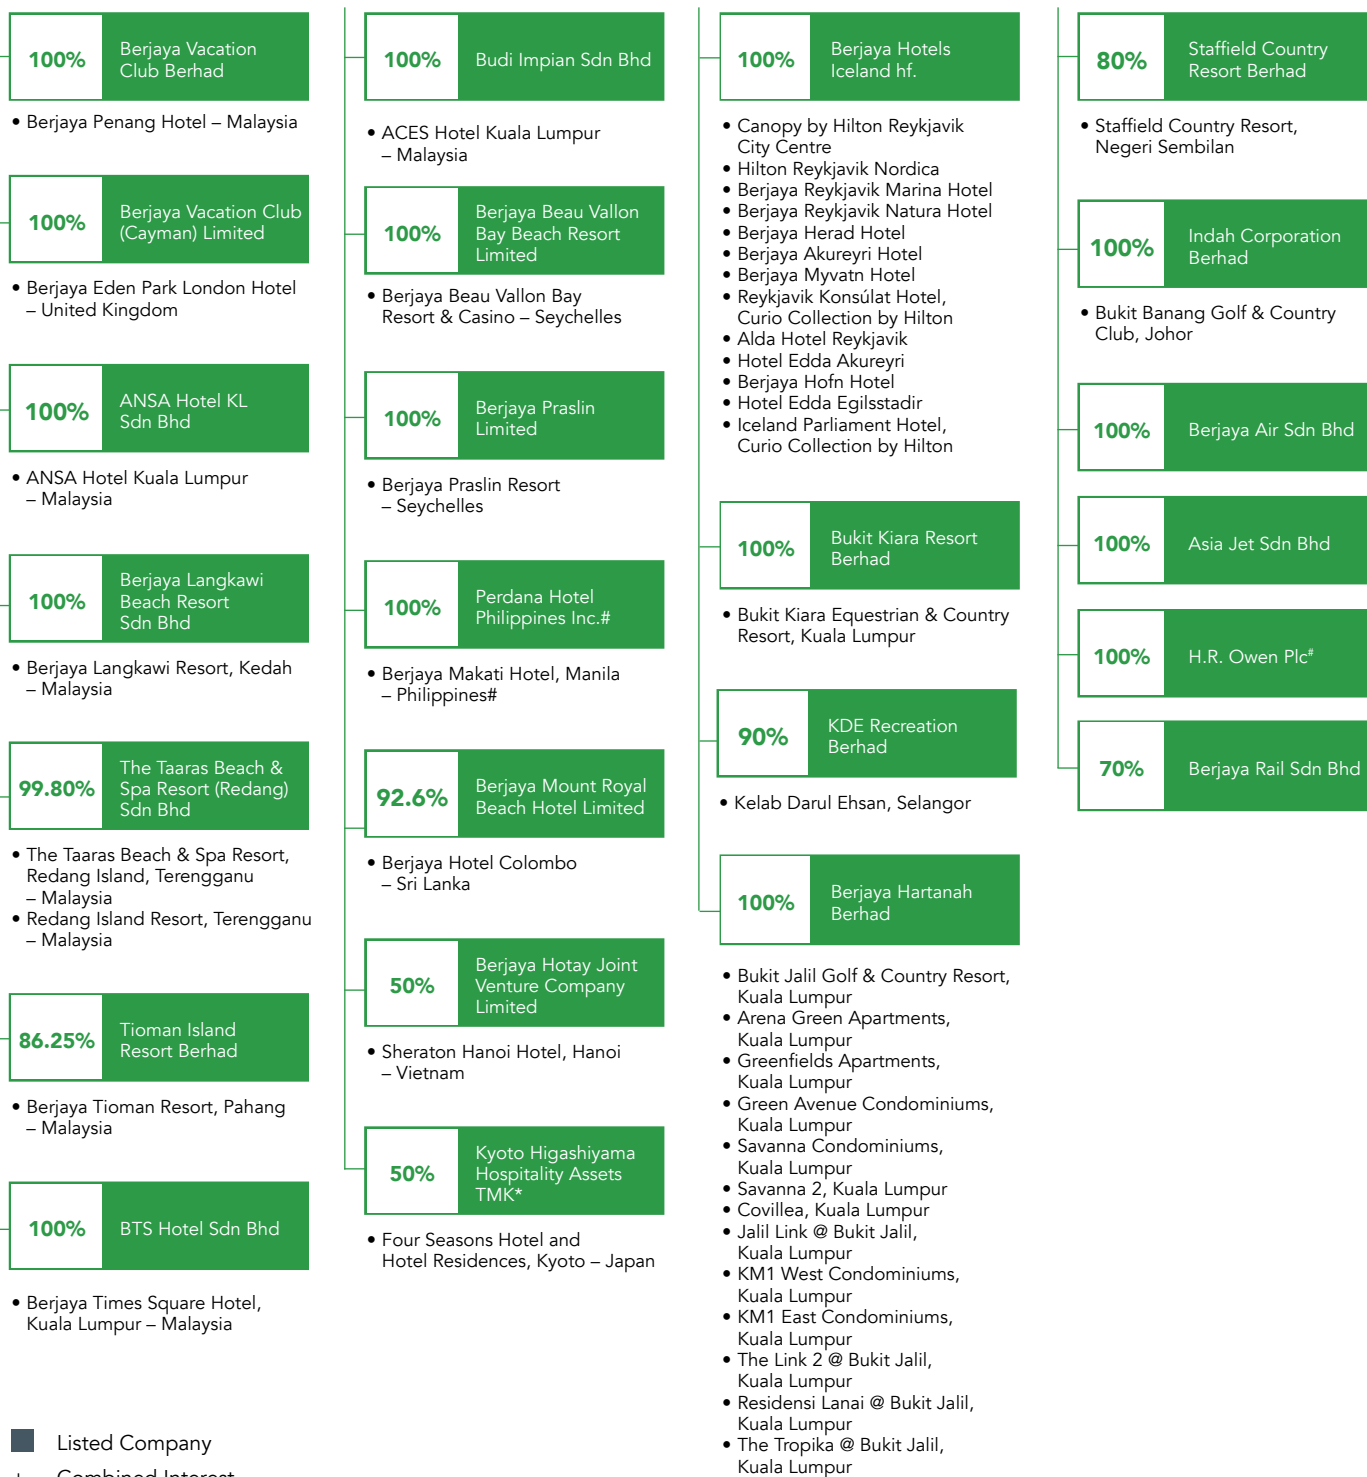 100%
Berjaya Vacation
Club Berhad
• Berjaya Penang Hotel – Malaysia
100%
Berjaya Vacation Club
(Cayman) Limited
• Berjaya Eden Park London Hotel
– United Kingdom
100%
ANSA Hotel KL
Sdn Bhd
• ANSA Hotel Kuala Lumpur
– Malaysia
100%
Berjaya Langkawi
Beach Resort
Sdn Bhd
• Berjaya Langkawi Resort, Kedah
– Malaysia
99.80%
The Taaras Beach &
Spa Resort (Redang)
Sdn Bhd
• The Taaras Beach & Spa Resort,
Redang Island, Terengganu
– Malaysia
• Redang Island Resort, Terengganu
– Malaysia
86.25%
Tioman Island
Resort Berhad
• Berjaya Tioman Resort, Pahang
– Malaysia
100%
BTS Hotel Sdn Bhd
• Berjaya Times Square Hotel,
Kuala Lumpur – Malaysia
Listed Company
Combined Interest
100%
Budi Impian Sdn Bhd
• ACES Hotel Kuala Lumpur
– Malaysia
100%
Berjaya Beau Vallon
Bay Beach Resort
Limited
• Berjaya Beau Vallon Bay
Resort & Casino – Seychelles
100%
Berjaya Praslin
Limited
• Berjaya Praslin Resort
– Seychelles
100%
Perdana Hotel
Philippines Inc.#
• Berjaya Makati Hotel, Manila
– Philippines#
92.6%
Berjaya Mount Royal
Beach Hotel Limited
• Berjaya Hotel Colombo
– Sri Lanka
50%
Berjaya Hotay Joint
Venture Company
Limited
• Sheraton Hanoi Hotel, Hanoi
– Vietnam
50%
Kyoto Higashiyama
Hospitality Assets
TMK*
• Four Seasons Hotel and
Hotel Residences, Kyoto – Japan
100%
Berjaya Hotels
Iceland hf.
• Canopy by Hilton Reykjavik
City Centre
• Hilton Reykjavik Nordica
• Berjaya Reykjavik Marina Hotel
• Berjaya Reykjavik Natura Hotel
• Berjaya Herad Hotel
• Berjaya Akureyri Hotel
• Berjaya Myvatn Hotel
• Reykjavik Konsúlat Hotel,
Curio Collection by Hilton
• Alda Hotel Reykjavik
• Hotel Edda Akureyri
• Berjaya Hofn Hotel
• Hotel Edda Egilsstadir
• Iceland Parliament Hotel,
Curio Collection by Hilton
100%
Bukit Kiara Resort
Berhad
• Bukit Kiara Equestrian & Country
Resort, Kuala Lumpur
90%
KDE Recreation
Berhad
• Kelab Darul Ehsan, Selangor
100%
Berjaya Hartanah
Berhad
• Bukit Jalil Golf & Country Resort,
Kuala Lumpur
• Arena Green Apartments,
Kuala Lumpur
• Greenfields Apartments,
Kuala Lumpur
• Green Avenue Condominiums,
Kuala Lumpur
• Savanna Condominiums,
Kuala Lumpur
• Savanna 2, Kuala Lumpur
• Covillea, Kuala Lumpur
• Jalil Link @ Bukit Jalil,
Kuala Lumpur
• KM1 West Condominiums,
Kuala Lumpur
• KM1 East Condominiums,
Kuala Lumpur
• The Link 2 @ Bukit Jalil,
Kuala Lumpur
• Residensi Lanai @ Bukit Jalil,
Kuala Lumpur
• The Tropika @ Bukit Jalil,
Kuala Lumpur
80%
Staffield Country
Resort Berhad
• Staffield Country Resort,
Negeri Sembilan
100%
Indah Corporation
Berhad
• Bukit Banang Golf & Country
Club, Johor
100%
Berjaya Air Sdn Bhd
100%
Asia Jet Sdn Bhd
100%
H.R. Owen Plc#
70%
Berjaya Rail Sdn Bhd